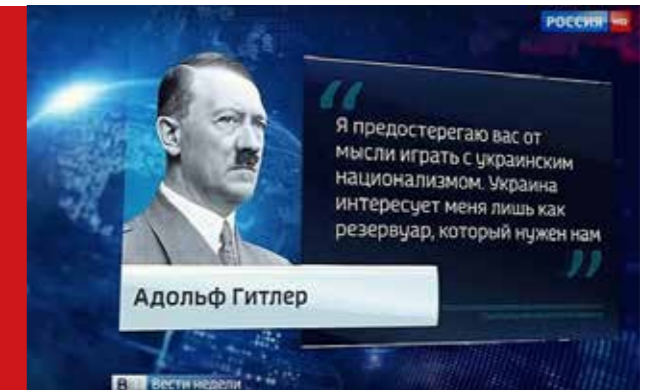 РОССИЯ HD
Я предостерегаю вас от
мысли играть с украинским
национализмом. Украина
интересует меня лишь как
резервуар, который нужен нам
Адольф Гитлер
В
Вести недели